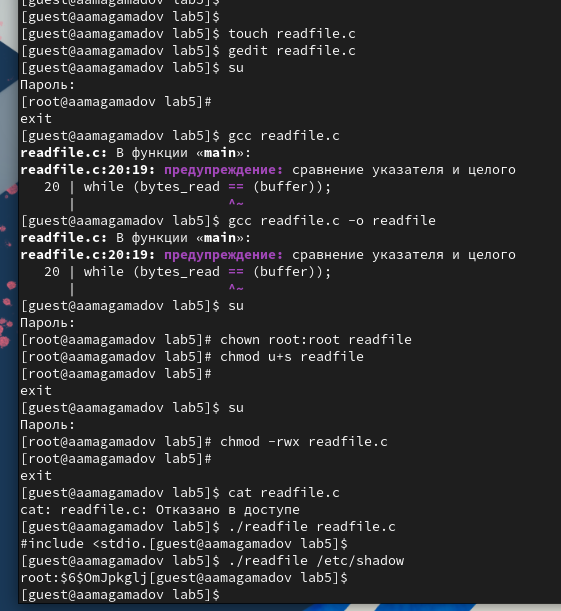 [guest@aamagamadov lab5]$
[guest@aamagamadov lab5]$
[guest@aamagamadov lab5]$ touch readfile.c
[guest@aamagamadov lab5]$ gedit readfile.c
[guest@aamagamadov lab5]$ su
Пароль:
[root@aamagamadov lab5]#
exit
[guest@aamagamadov lab5]$ gcc readfile.c
readfile.c: В функции «main»:
readfile.c:20:19: предупреждение: сравнение указателя и целого
   20 | while (bytes_read == (buffer));
      |                   ^~
[guest@aamagamadov lab5]$ gcc readfile.c -o readfile
readfile.c: В функции «main»:
readfile.c:20:19: предупреждение: сравнение указателя и целого
   20 | while (bytes_read == (buffer));
      |                   ^~
[guest@aamagamadov lab5]$ su
Пароль:
[root@aamagamadov lab5]# chown root:root readfile
[root@aamagamadov lab5]# chmod u+s readfile
[root@aamagamadov lab5]#
exit
[guest@aamagamadov lab5]$ su
Пароль:
[root@aamagamadov lab5]# chmod -rwx readfile.c
[root@aamagamadov lab5]#
exit
[guest@aamagamadov lab5]$ cat readfile.c
cat: readfile.c: Отказано в доступе
[guest@aamagamadov lab5]$ ./readfile readfile.c
#include <stdio.[guest@aamagamadov lab5]$
[guest@aamagamadov lab5]$ ./readfile /etc/shadow
root:$6$OmJpkglj[guest@aamagamadov lab5]$
[guest@aamagamadov lab5]$